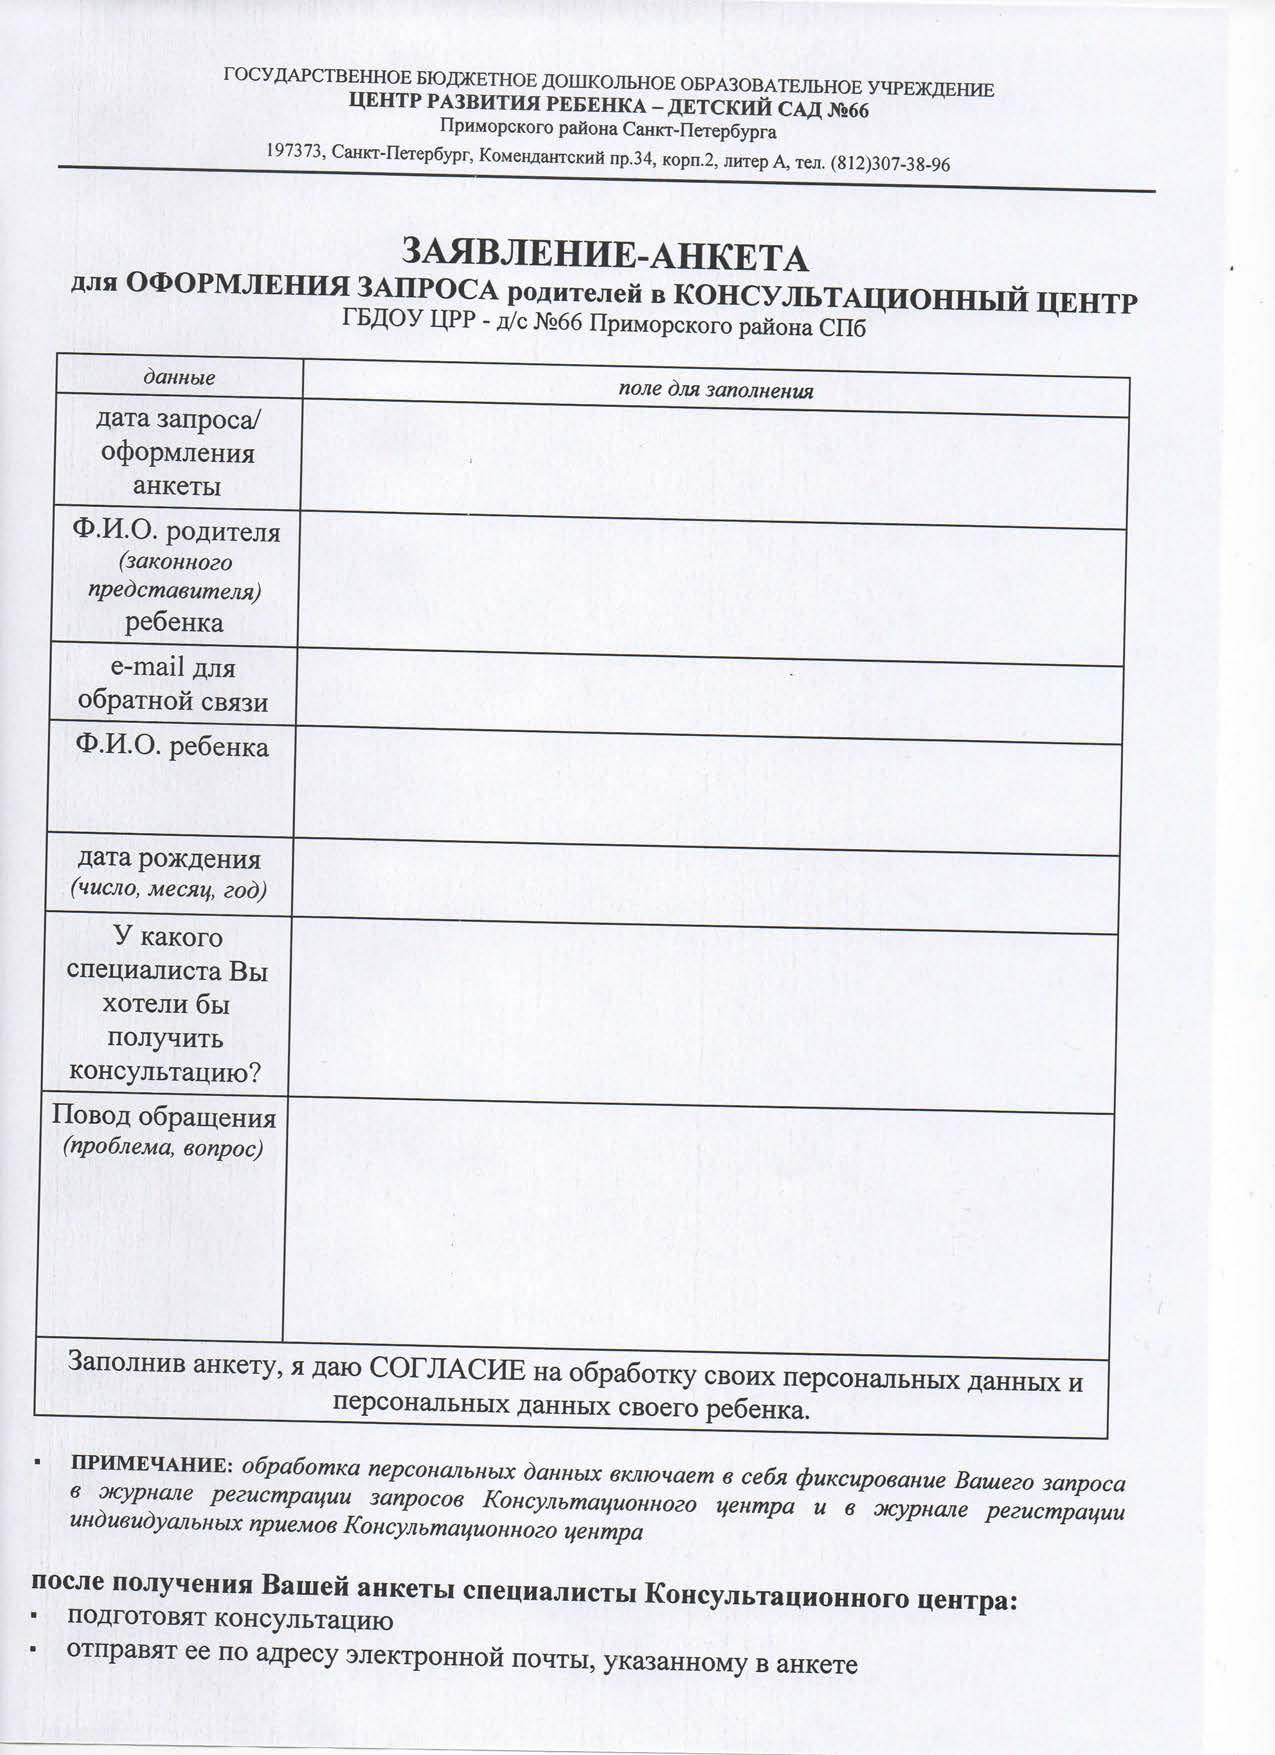 ГОСУДАРСТВЕННОЕ БЮДЖЕТНОЕ ДОШКОЛЬНОЕ ОБРАЗОВАТЕЛЬНОЕ УЧРЕЖДЕНИЕ
ЦЕНТР РАЗВИТИЯ РЕБЕНКА – ДЕТСКИЙ САД №66
Приморского района Санкт-Петербурга
197373, Санкт-Петербург, Комендантский пр.34, корп.2, литер А, тел. (812)307-38-96
ЗАЯВЛЕНИЕ-АНКЕТА
для ОФОРМЛЕНИЯ ЗАПРОСА родителей в КОНСУЛЬТАЦИОННЫЙ ЦЕНТР
ГБДОУ ЦРР - д/с №66 Приморского района СПб
данные
поле для заполнения
дата запроса/
оформления
анкеты
Ф.И.О. родителя
(законного
представителя)
ребенка
e-mail для
обратной связи
Ф.И.О. ребенка
дата рождения
(число, месяц, год)
У какого
специалиста Вы
хотели бы
получить
консультацию?
Повод обращения
(проблема, вопрос)
Заполнив анкету, я даю СОГЛАСИЕ на обработку своих персональных данных и
персональных данных своего ребенка.
▪ ПРИМЕЧАНИЕ: обработка персональных данных включает в себя фиксирование Вашего запроса
в журнале регистрации запросов Консультационного центра и в журнале регистрации
индивидуальных приемов Консультационного центра
после получения Вашей анкеты специалисты Консультационного центра:
▪ подготовят консультацию
▪ отправят ее по адресу электронной почты, указанному в анкете